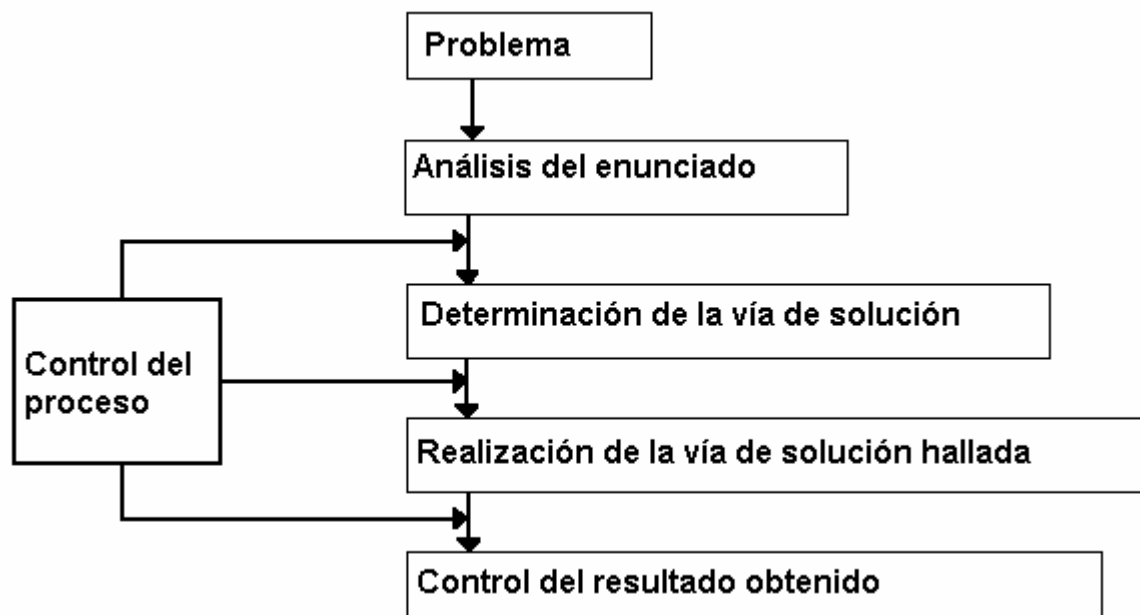 Problema
Análisis del enunciado
Determinación de la vía de solución
Control del
proceso
Realización de la vía de solución hallada
Control del resultado obtenido